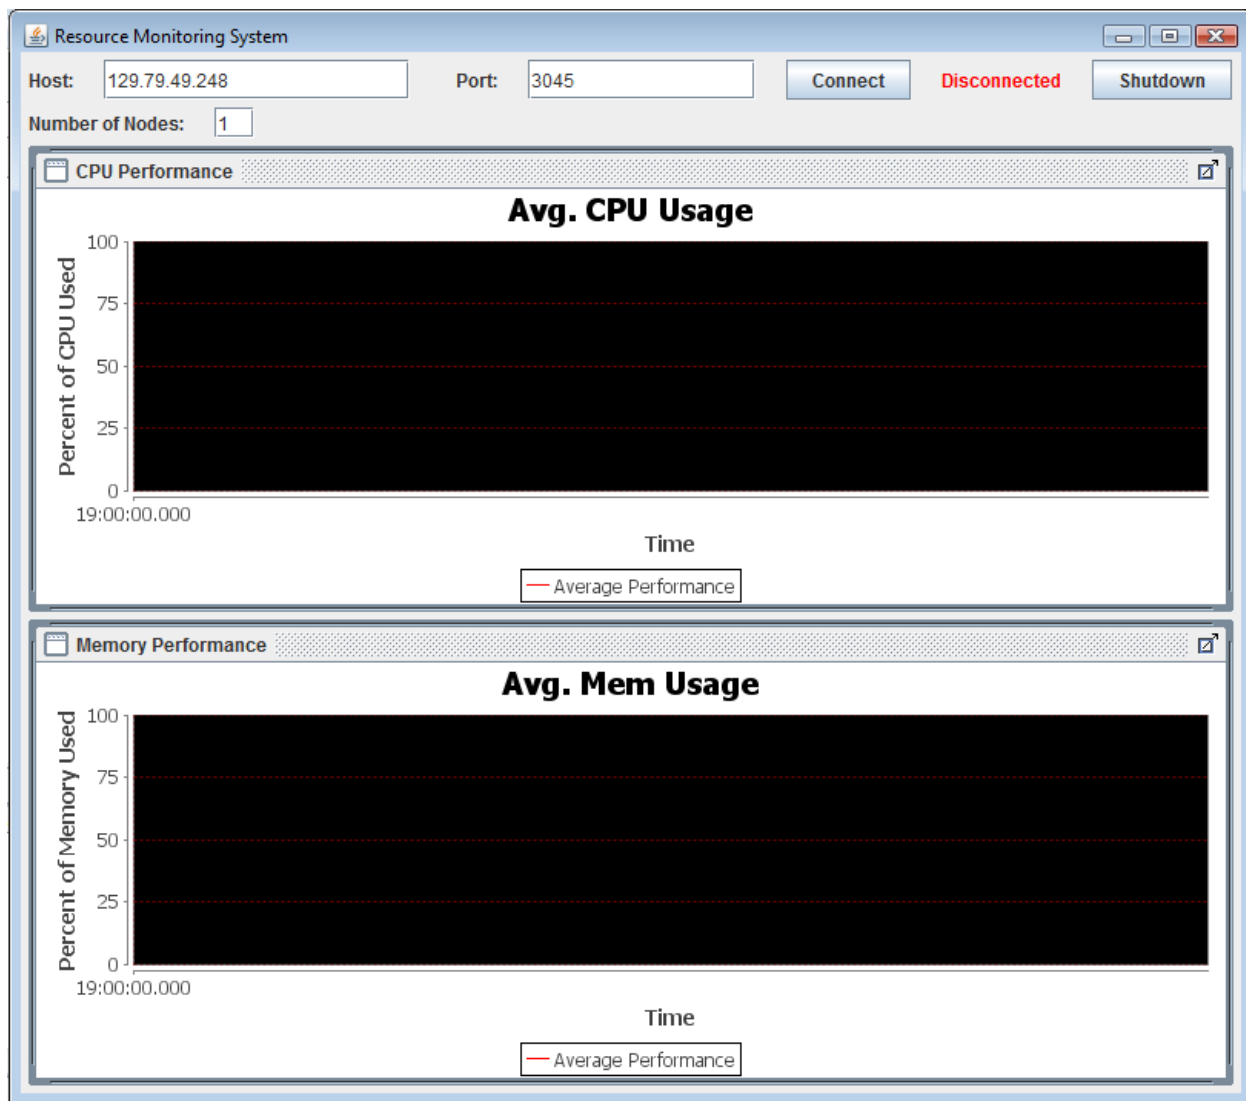 Resource Monitoring System
Host: 129.79.49.248 Port: 3045 Connect Disconnected Shutdown
Number of Nodes: 1
CPU Performance
Avg. CPU Usage
Percent of CPU Used
100
75
50
25
0
19:00:00.000
Time
Average Performance
Memory Performance
Avg. Mem Usage
Percent of Memory Used
100
75
50
25
0
19:00:00.000
Time
Average Performance